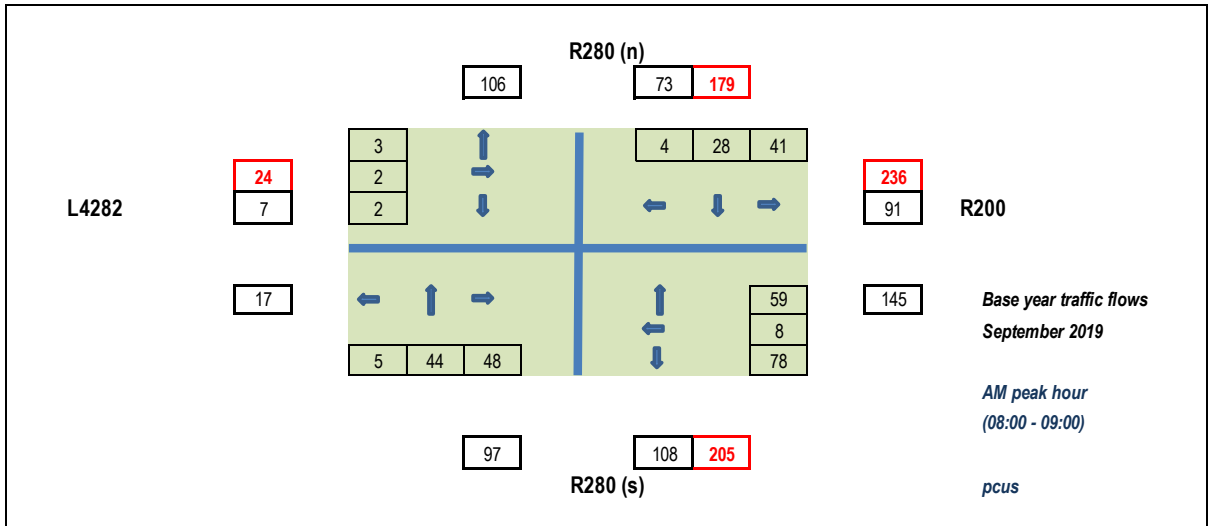 R280 (n)
106 73 179
3 4 28 41
24 2 236
L4282 7 2 91 R200
17 59 145 Base year traffic flows
8 September 2019
5 44 48 78
AM peak hour
(08:00 - 09:00)
97 108 205
R280 (s)
pcus